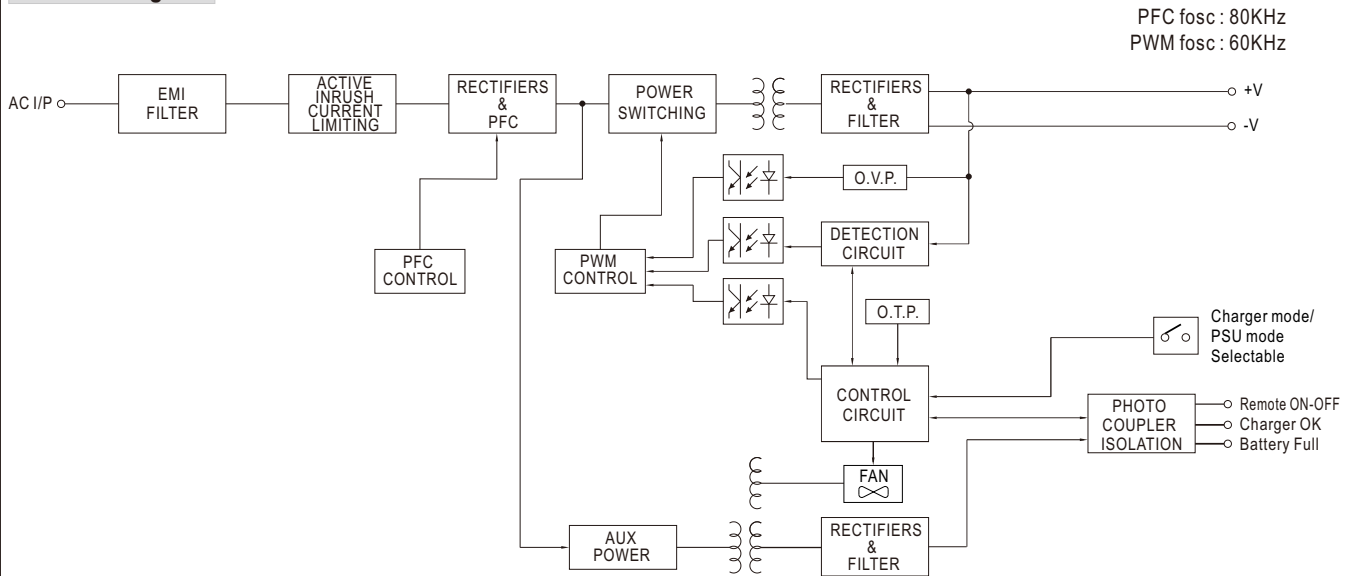 PFC fosc : 80KHz
PWM fosc : 60KHz
AC I/P
EMI
FILTER
ACTIVE
INRUSH
CURRENT
LIMITING
RECTIFIERS
&
PFC
POWER
SWITCHING
RECTIFIERS
&
FILTER
+V
-V
O.V.P.
DETECTION
CIRCUIT
PFC
CONTROL
PWM
CONTROL
O.T.P.
Charger mode/
PSU mode
Selectable
CONTROL
CIRCUIT
PHOTO
COUPLER
ISOLATION
Remote ON-OFF
Charger OK
Battery Full
FAN
AUX
POWER
RECTIFIERS
&
FILTER